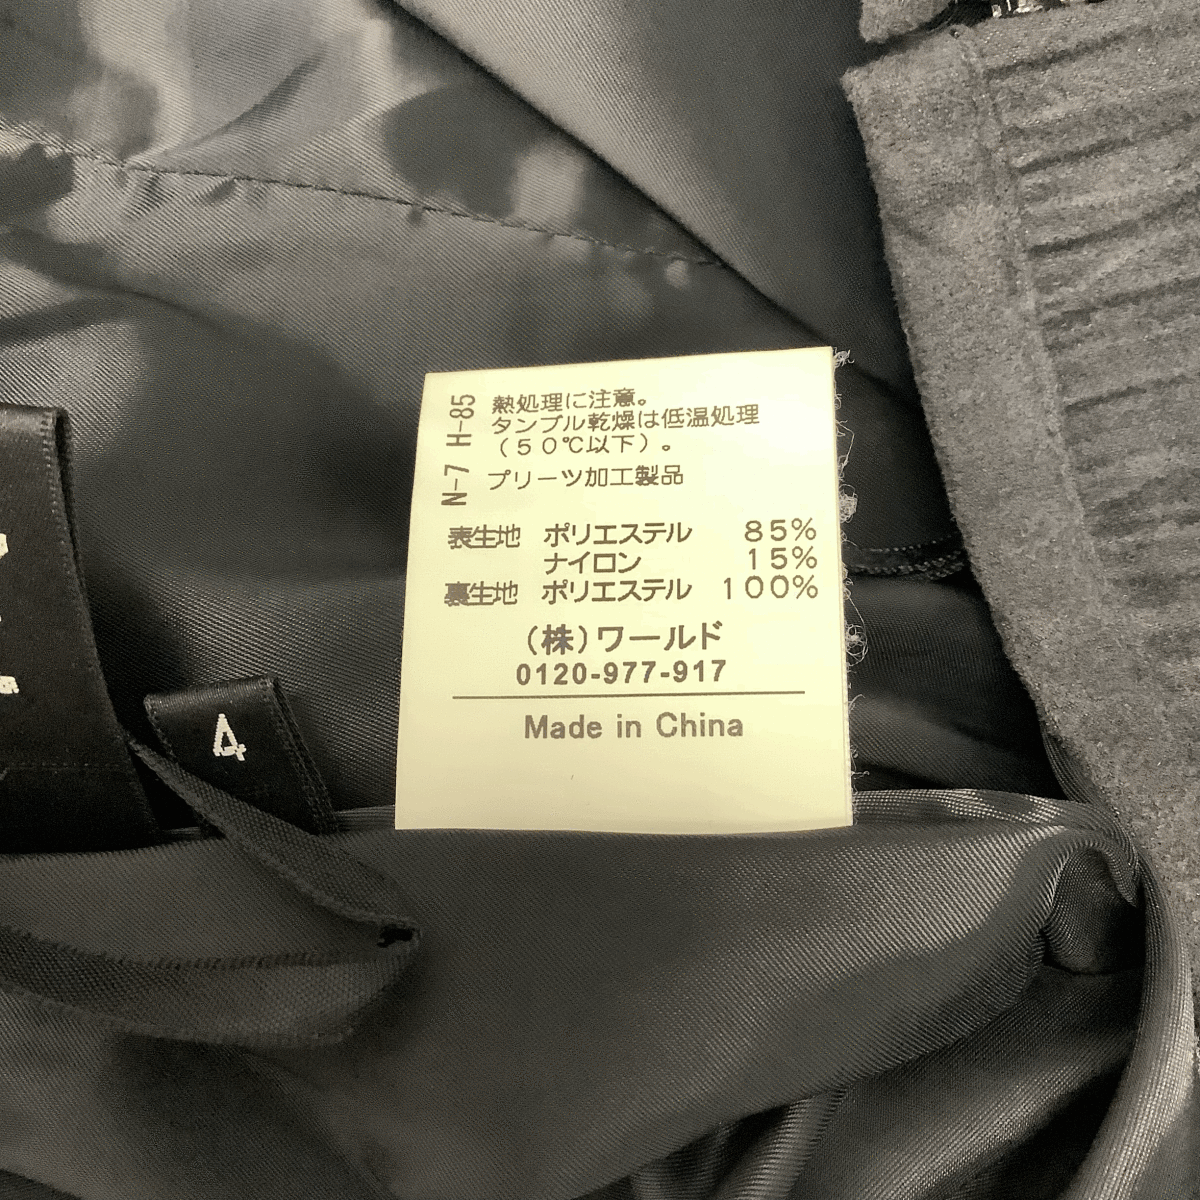 熱処理に注意。
タンブル乾燥は低温処理
(50℃以下)。
プリーツ加工製品
N-7 H-85
表生地 ポリエステル 85%
ナイロン 15%
裏生地 ポリエステル 100%
(株)ワールド
0120-977-917
Made in China
4